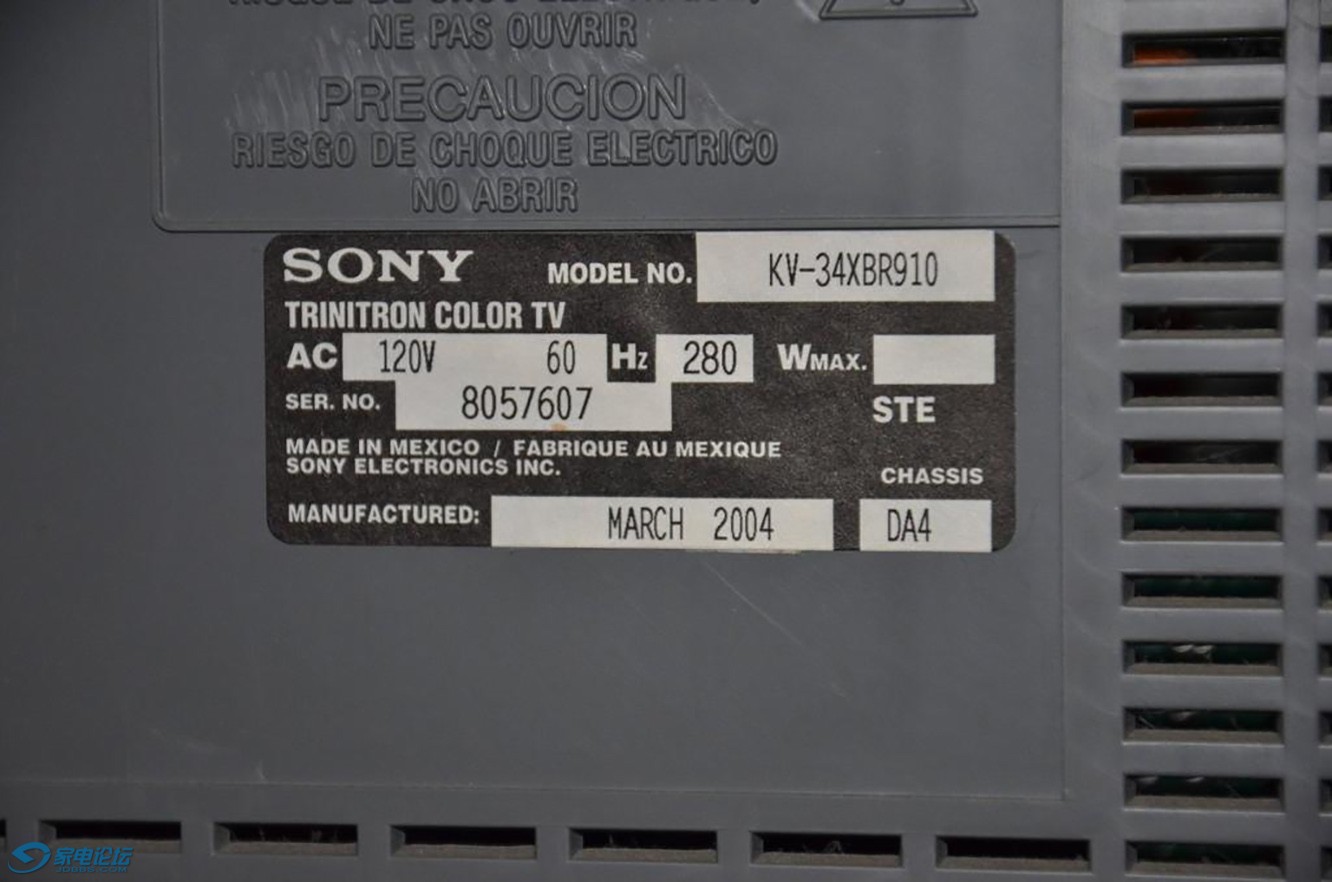 NE PAS OUVRIR
PRECAUCION
RIESGO DE CHOQUE ELECTRICO
NO ABRIR
SONY MODEL NO. KV-34XBR910
TRINITRON COLOR TV
AC 120V 60 Hz 280 WMAX.
SER. NO. 8057607 STE
MADE IN MEXICO / FABRIQUE AU MEXIQUE
SONY ELECTRONICS INC.
CHASSIS
MANUFACTURED: MARCH 2004 DA4
家电论坛
JDBBS.COM